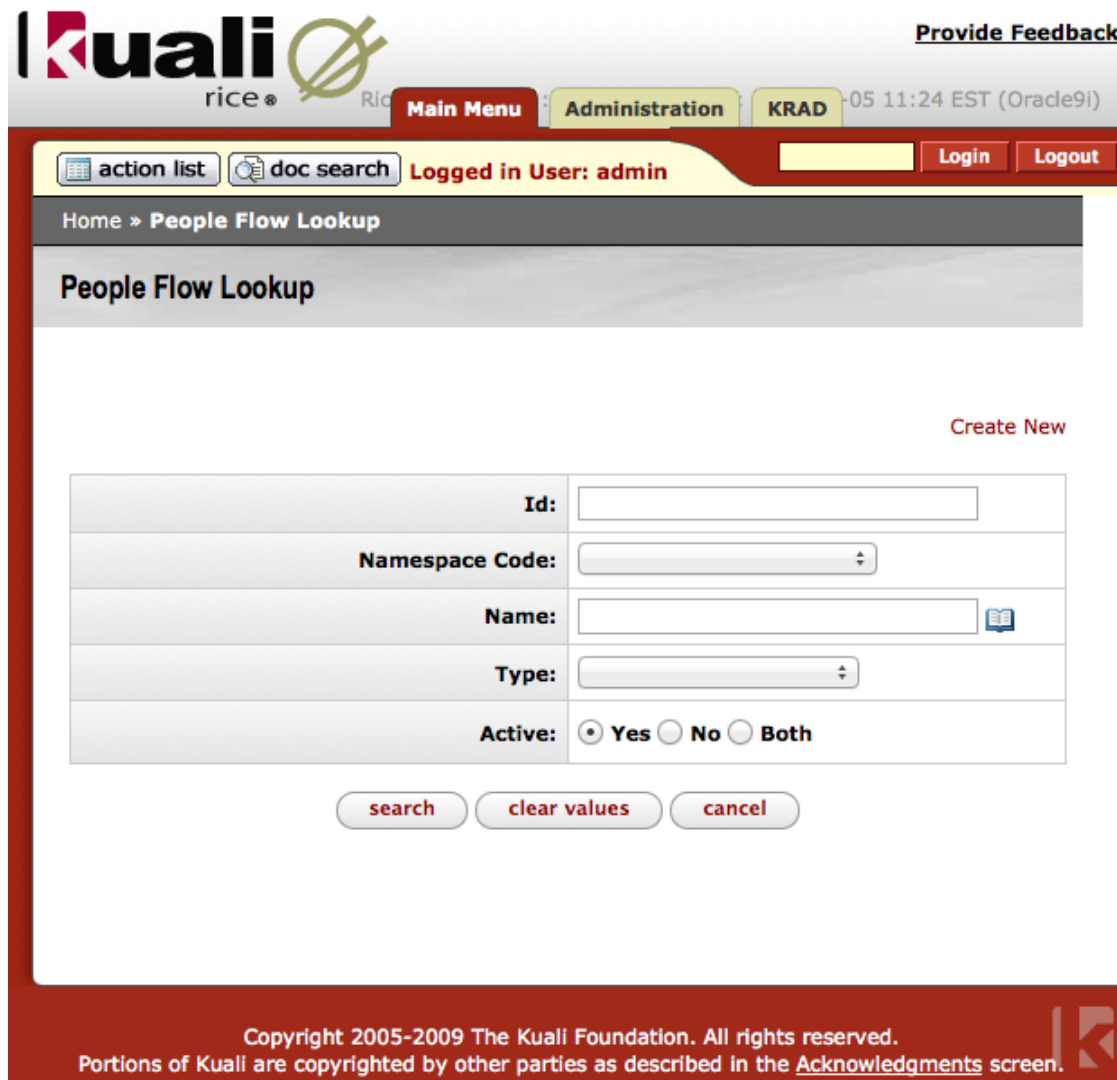 kuali
rice®
Provide Feedback
Main Menu
Administration
KRAD
-05 11:24 EST (Oracle9i)
action list
doc search
Logged in User: admin
Login
Logout
Home » People Flow Lookup
People Flow Lookup
Create New
Id:
Namespace Code:
Name:
Type:
Active: Yes No Both
search
clear values
cancel
Copyright 2005-2009 The Kuali Foundation. All rights reserved.
Portions of Kuali are copyrighted by other parties as described in the Acknowledgments screen.